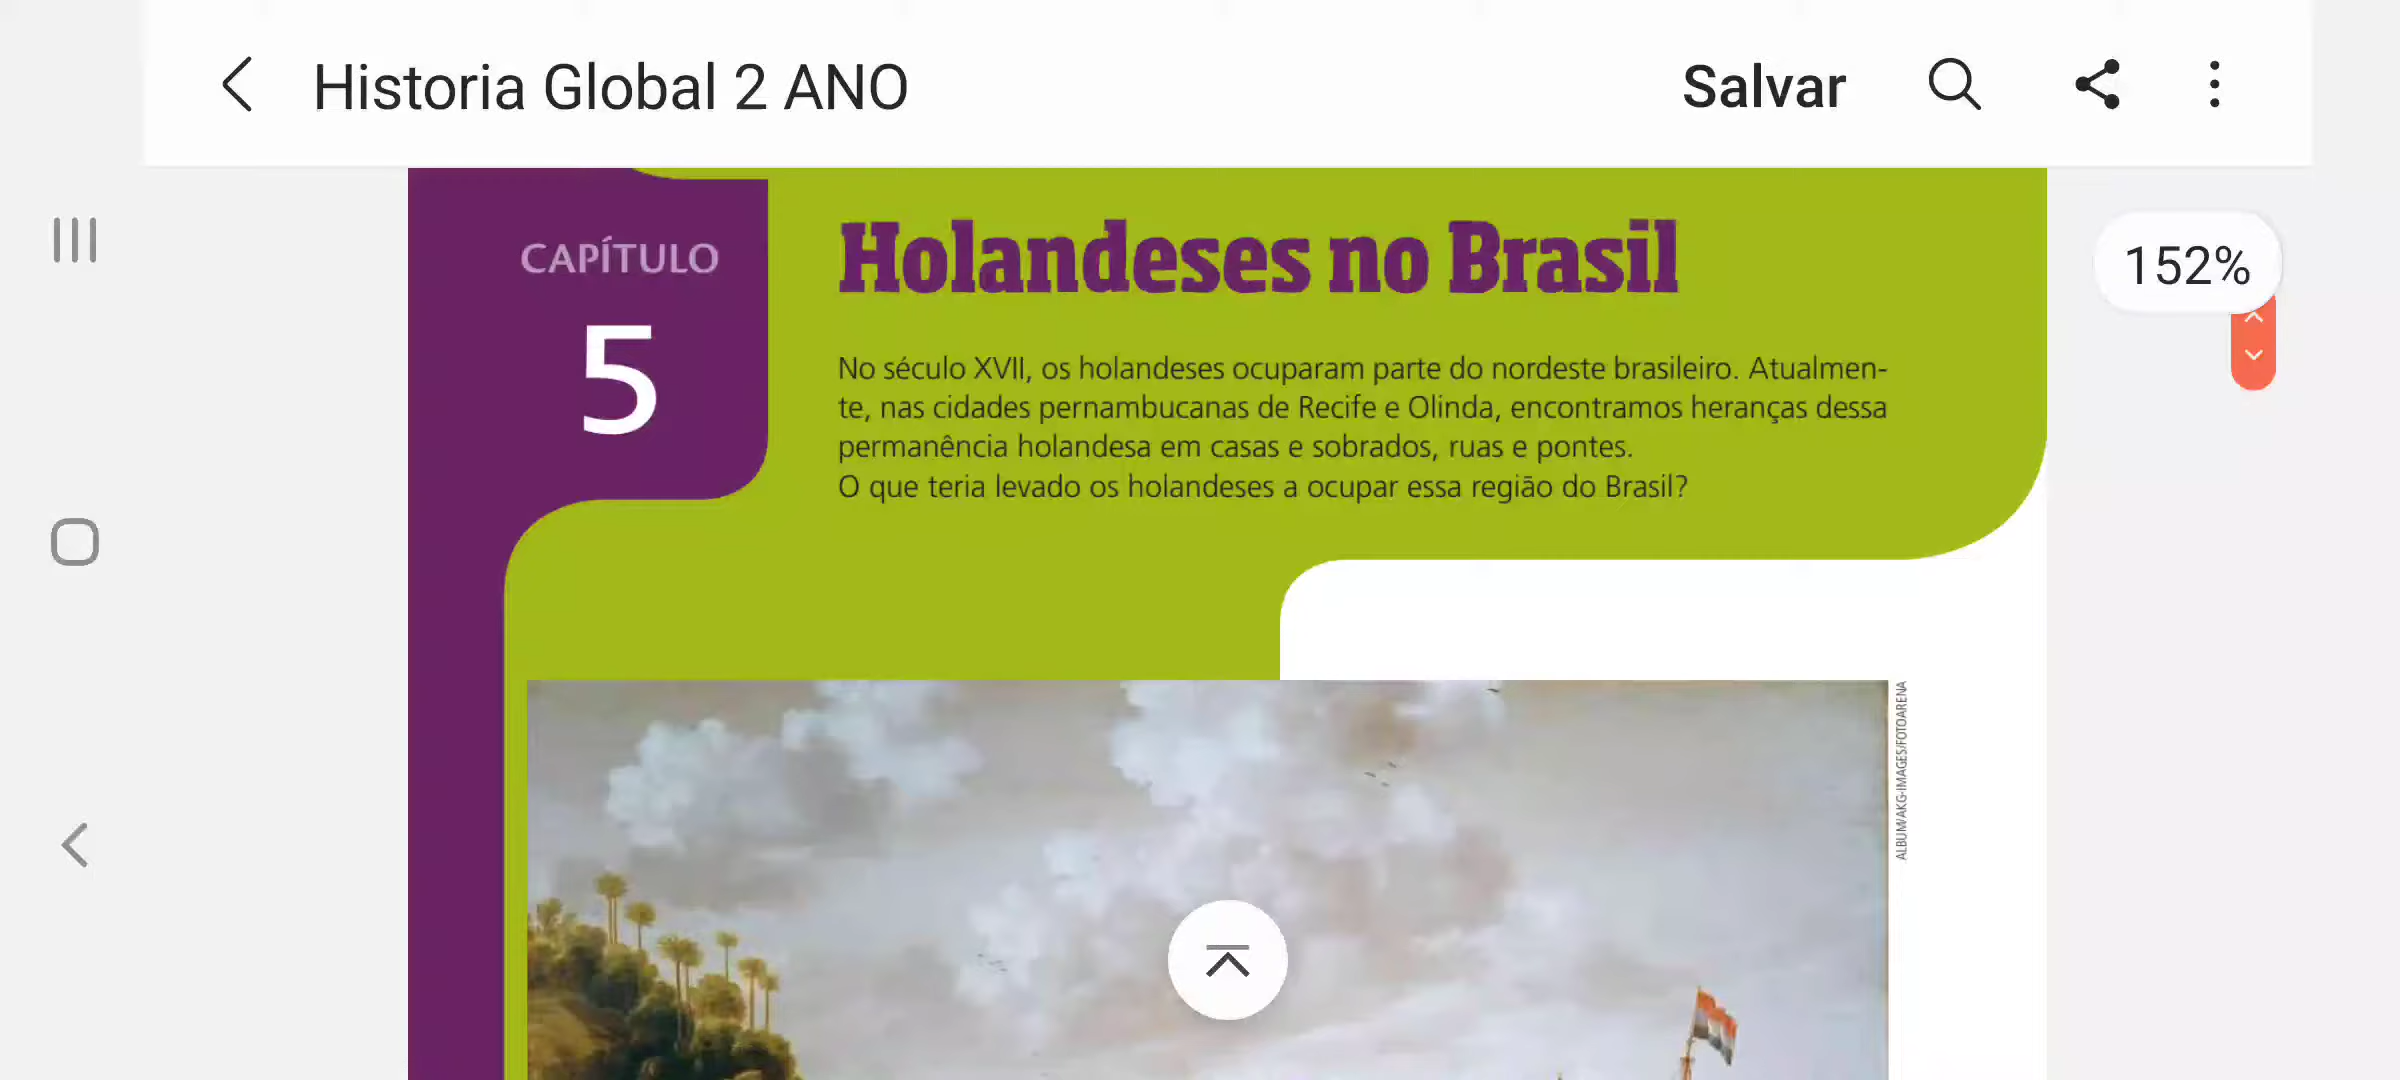 Historia Global 2 ANO
Salvar
152%
CAPÍTULO
5
Holandeses no Brasil
No século XVII, os holandeses ocuparam parte do nordeste brasileiro. Atualmen-
te, nas cidades pernambucanas de Recife e Olinda, encontramos heranças dessa
permanência holandesa em casas e sobrados, ruas e pontes.
O que teria levado os holandeses a ocupar essa região do Brasil?
ALBUM/AKG-IMAGES/FOTOARENA